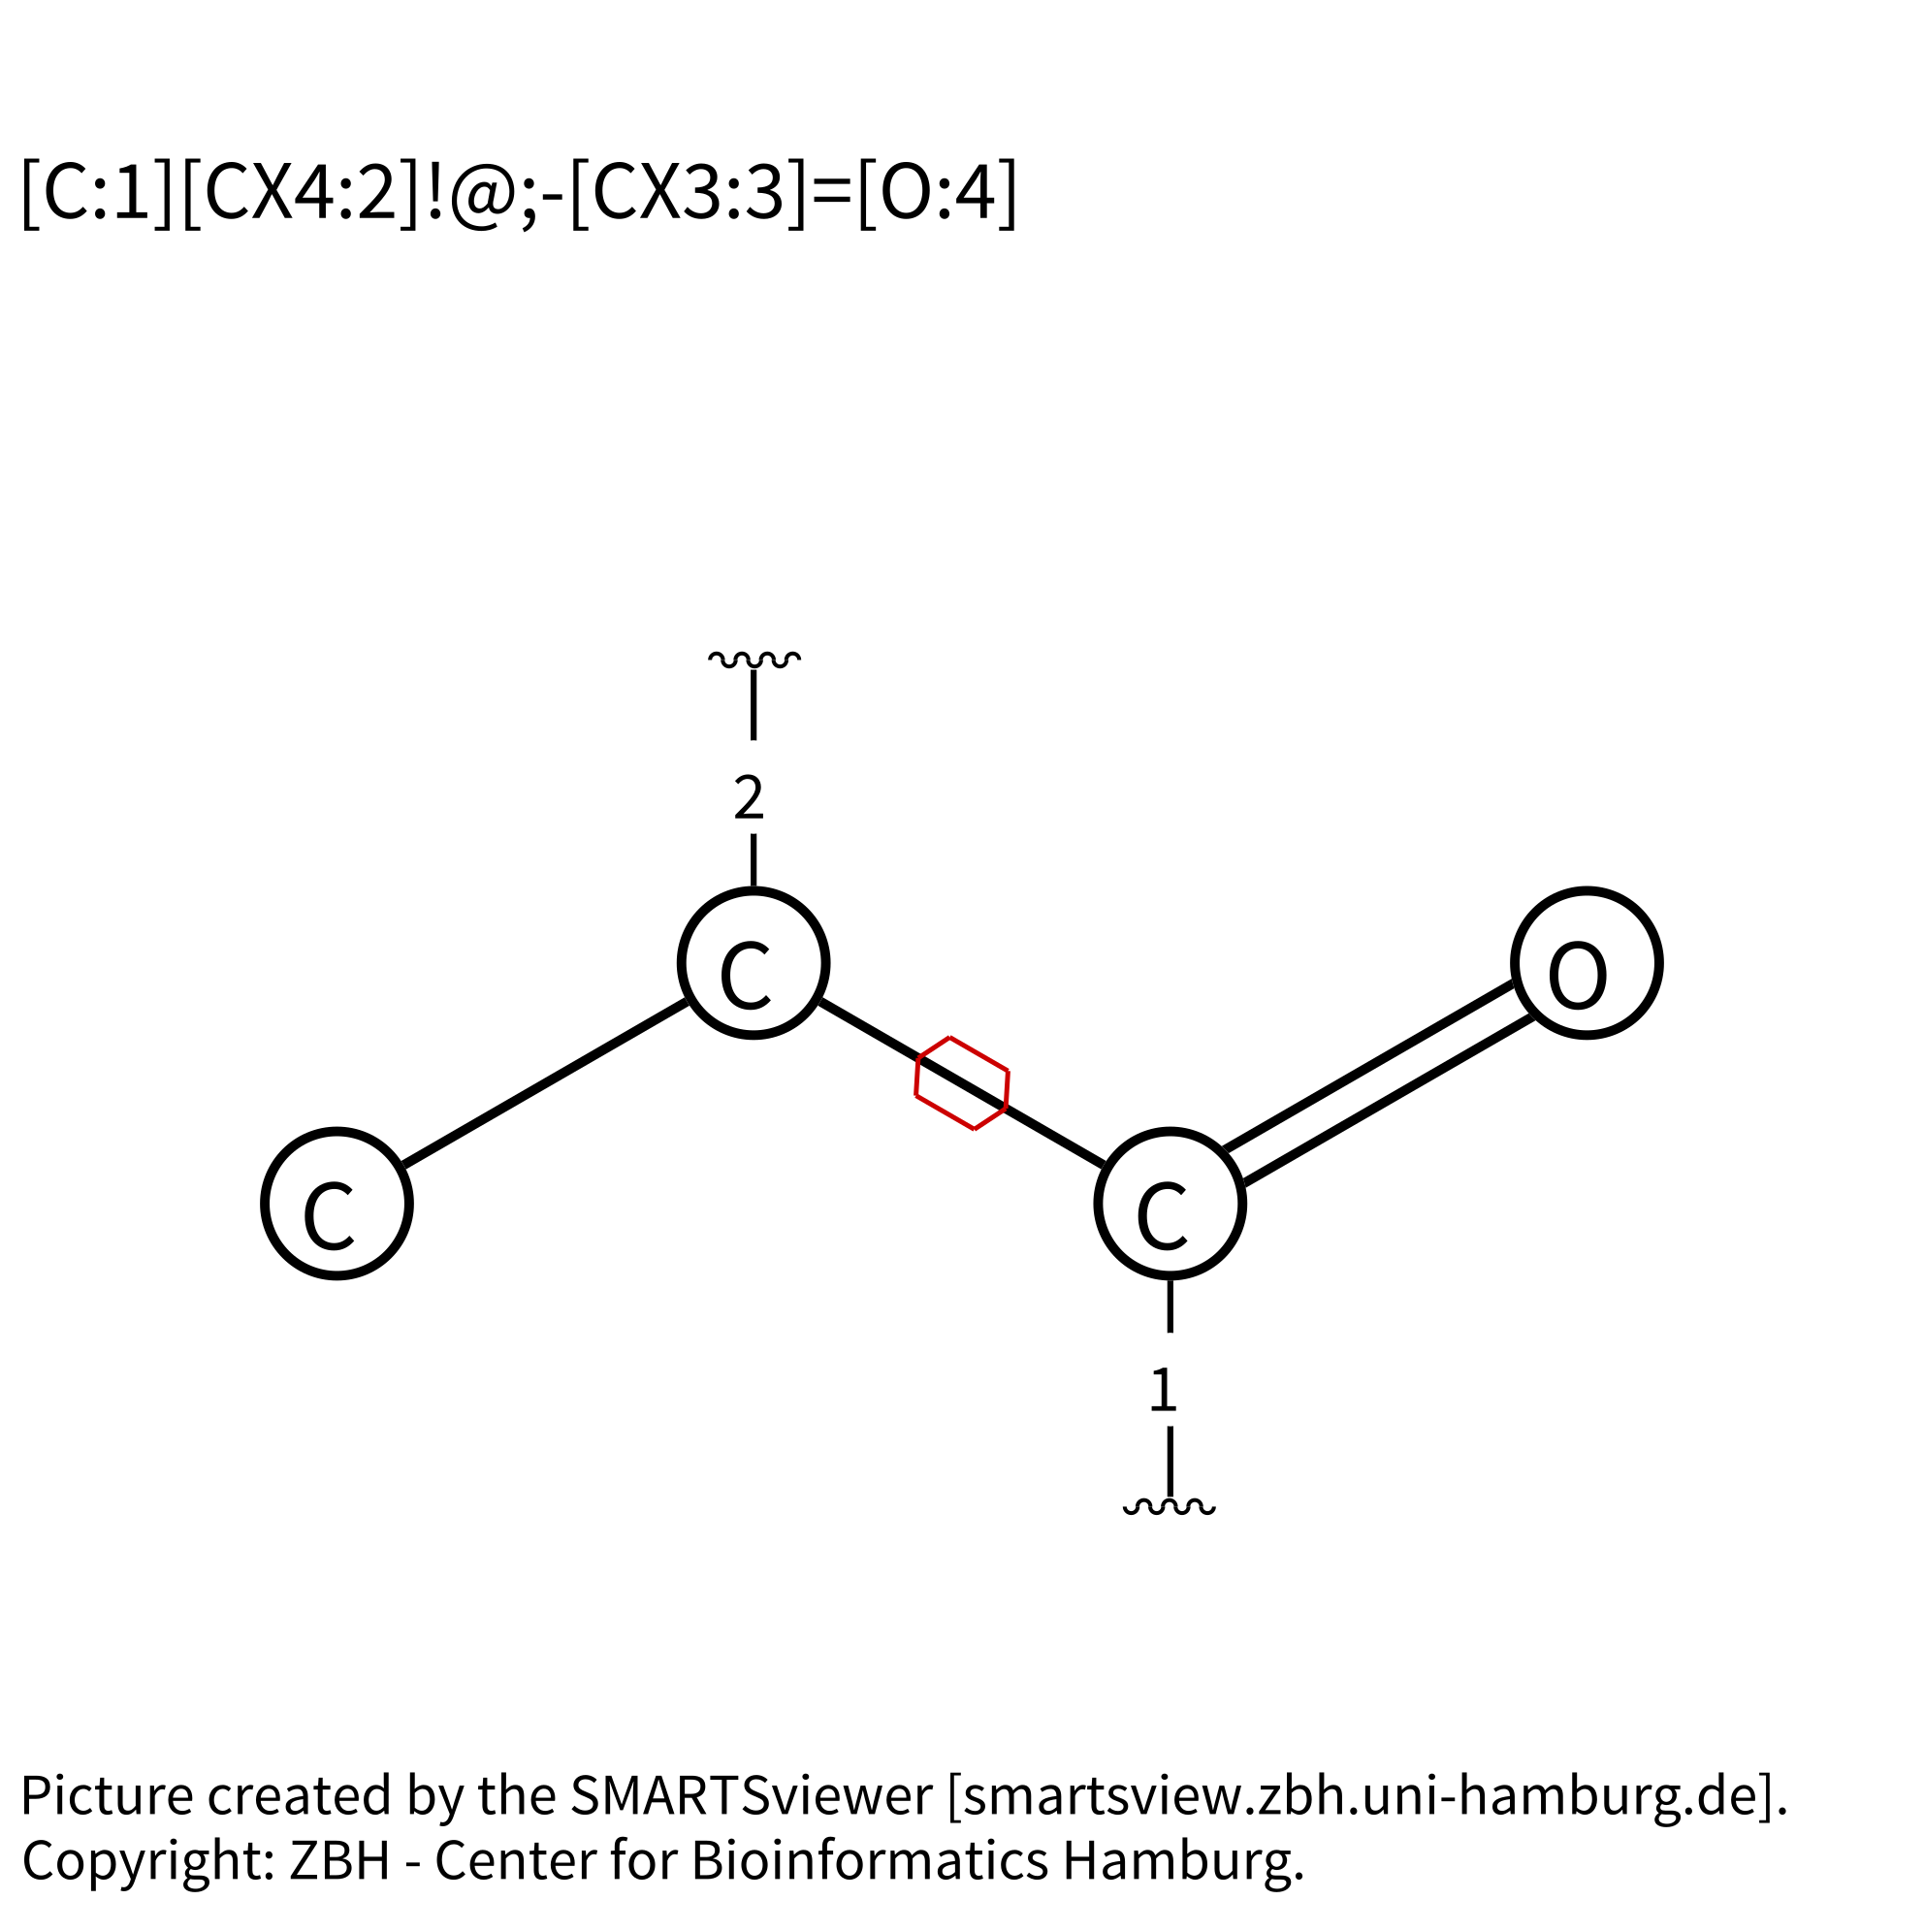 [C:1][CX4:2]!@;-[CX3:3]=[O:4]
2
C
O
C
C
1
Picture created by the SMARTSviewer [smartsview.zbh.uni-hamburg.de].
Copyright: ZBH - Center for Bioinformatics Hamburg.